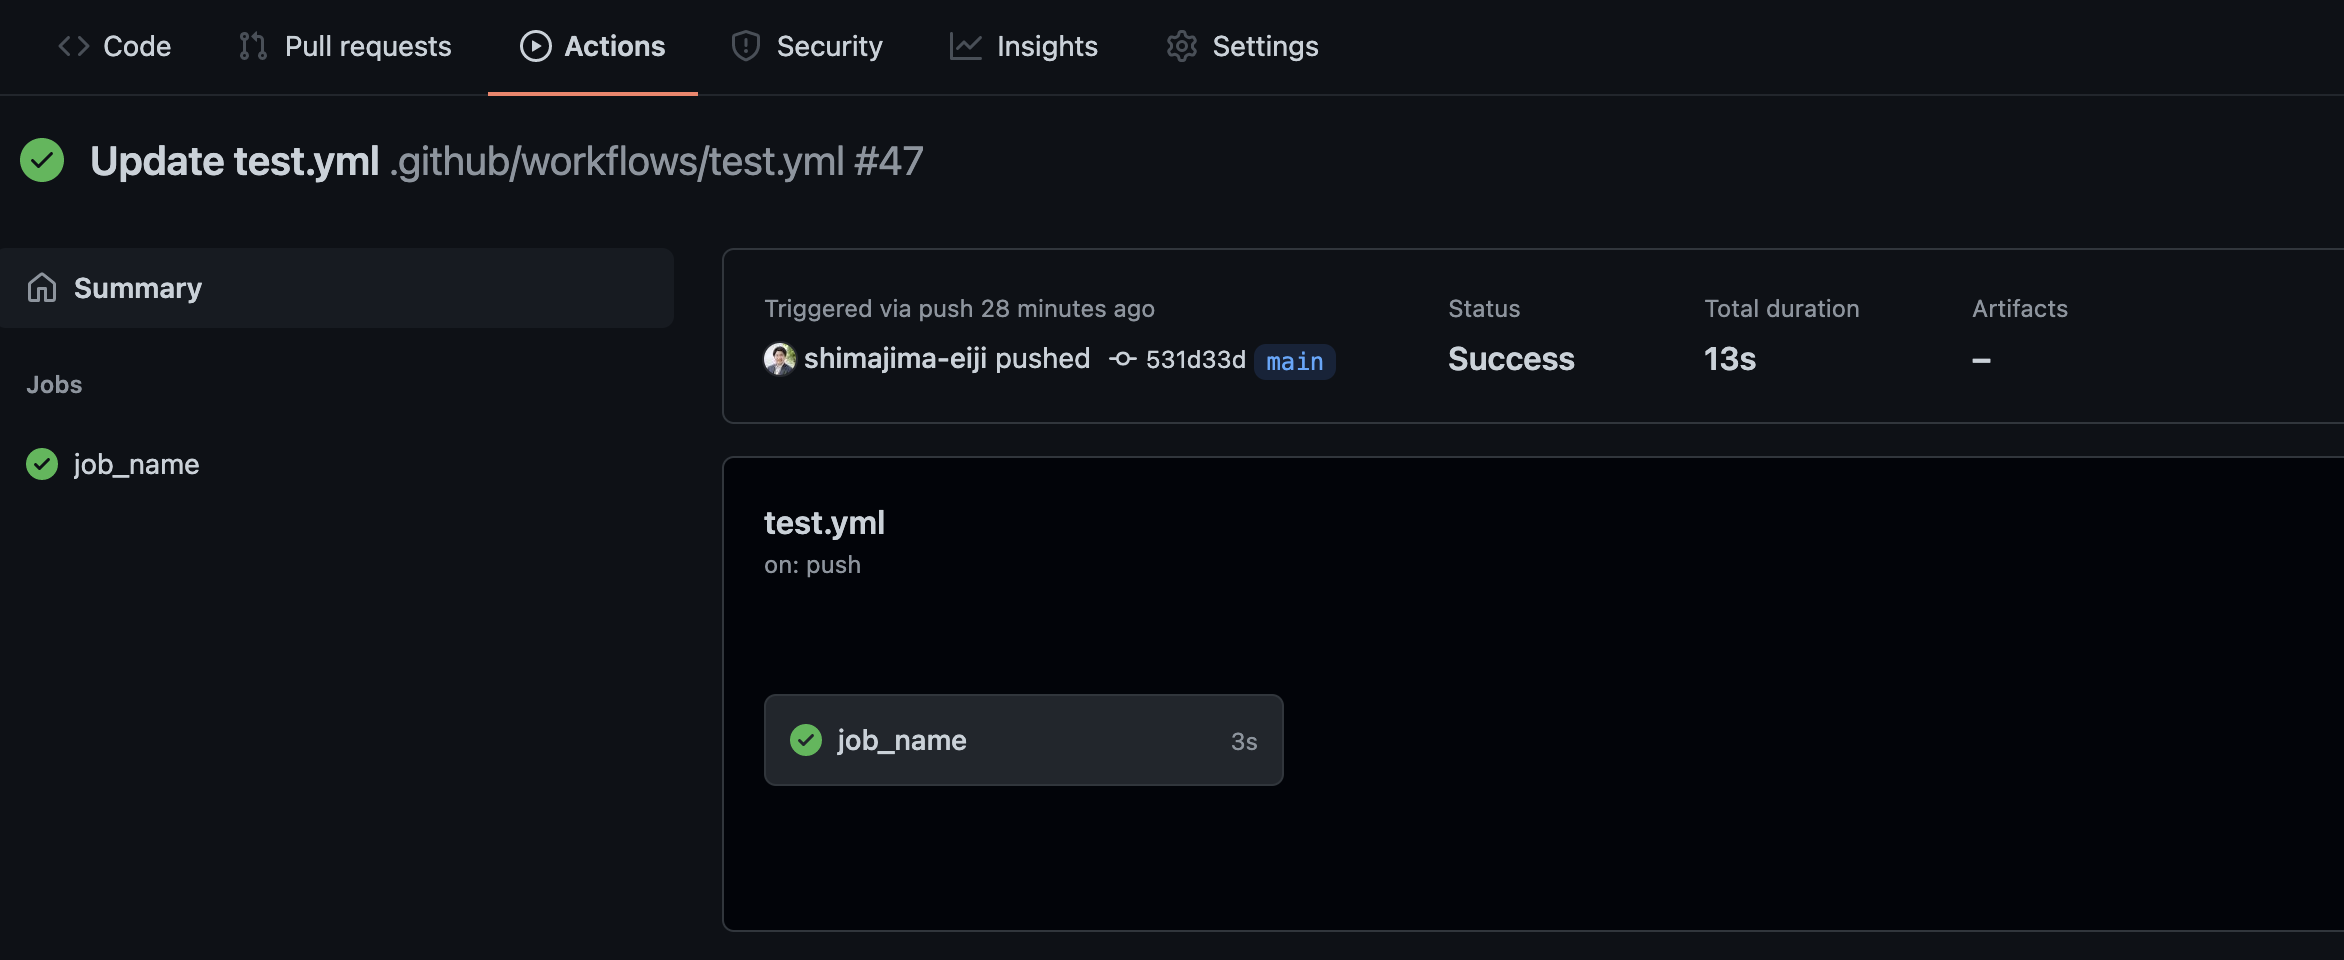 Code Pull requests Actions Security Insights Settings
Update test.yml .github/workflows/test.yml #47
Summary
Jobs
job_name
Triggered via push 28 minutes ago
shimajima-eiji pushed 531d33d main
Status
Success
Total duration
13s
Artifacts
–
test.yml
on: push
job_name 3s